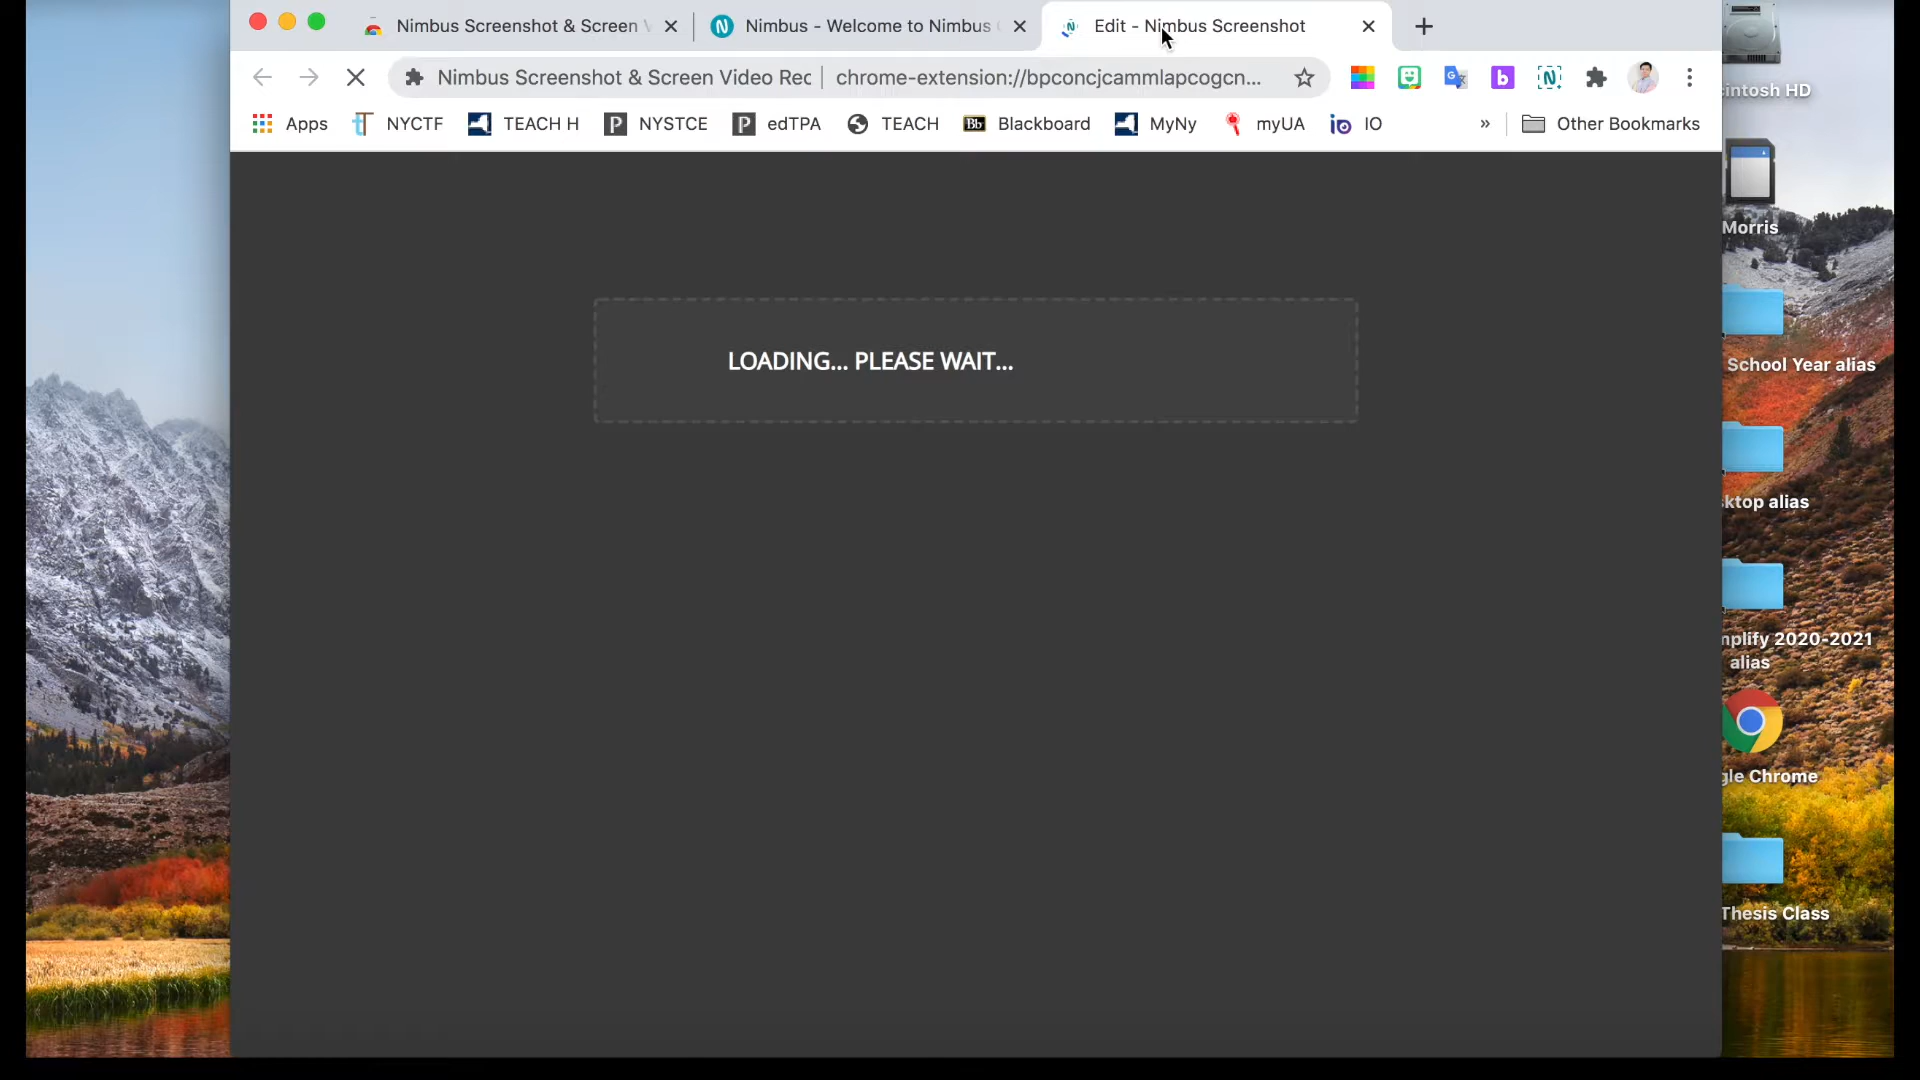 Nimbus Screenshot & Screen V
Nimbus - Welcome to Nimbus
Edit - Nimbus Screenshot
Nimbus Screenshot & Screen Video Rec
chrome-extension://bpconcjcammlapcogcn...
Apps
NYCTF
TEACH H
NYSTCE
edTPA
TEACH
Bb
Blackboard
MyNy
myUA
IO
»
Other Bookmarks
LOADING... PLEASE WAIT...
intosh HD
Morris
School Year alias
ktop alias
nplify 2020-2021
alias
gle Chrome
Thesis Class